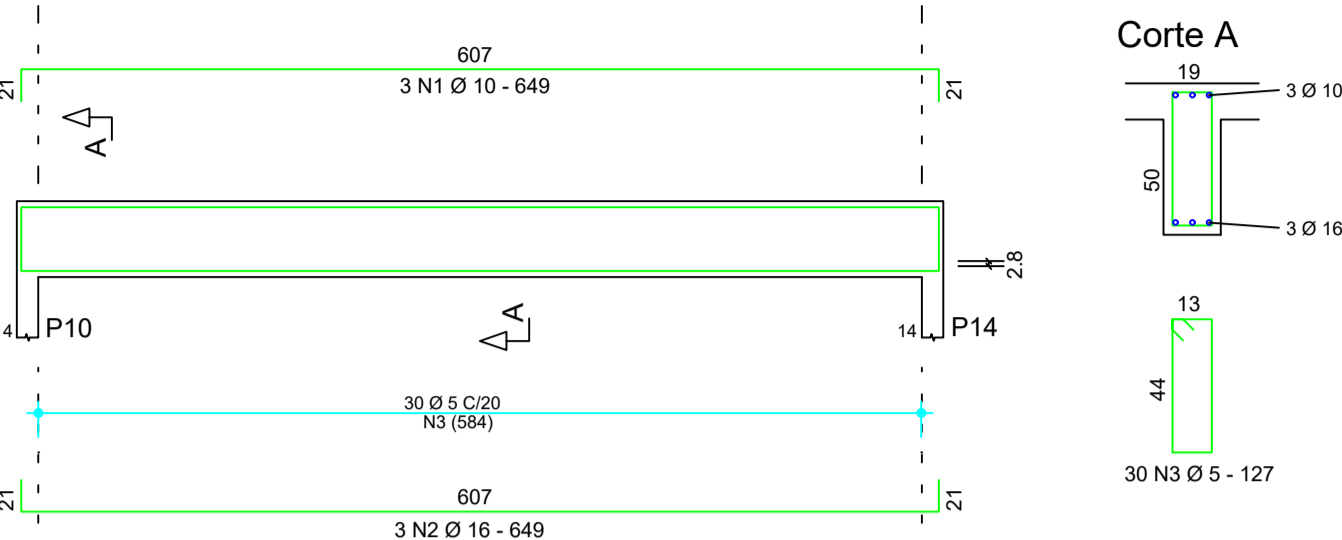 607
21
3 N1 Ø 10 - 649
21
A
A
4
P10
14
P14
2.8
30 Ø 5 C/20
N3 (584)
607
21
3 N2 Ø 16 - 649
21
Corte A
19
3 Ø 10
50
3 Ø 16
13
44
30 N3 Ø 5 - 127